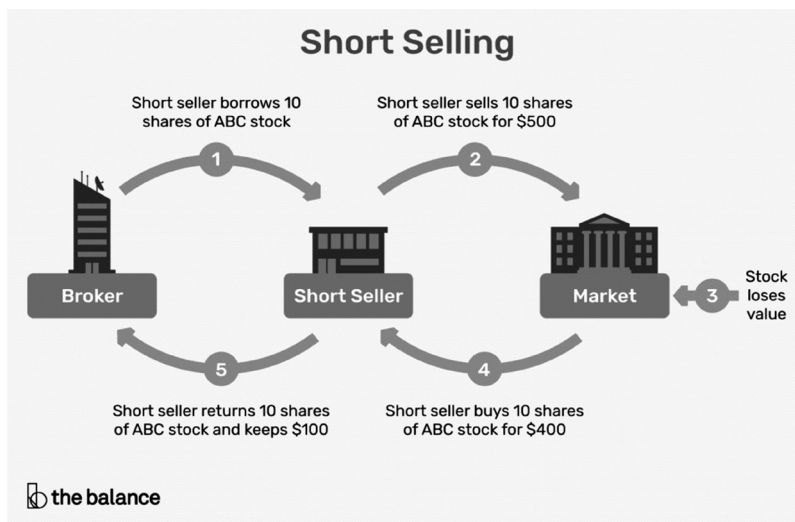 Short Selling
Short seller borrows 10
shares of ABC stock
Short seller sells 10 shares
of ABC stock for $500
1
2
Broker
Short Seller
Market
3
Stock
loses
value
5
4
Short seller returns 10 shares
of ABC stock and keeps $100
Short seller buys 10 shares
of ABC stock for $400
the balance